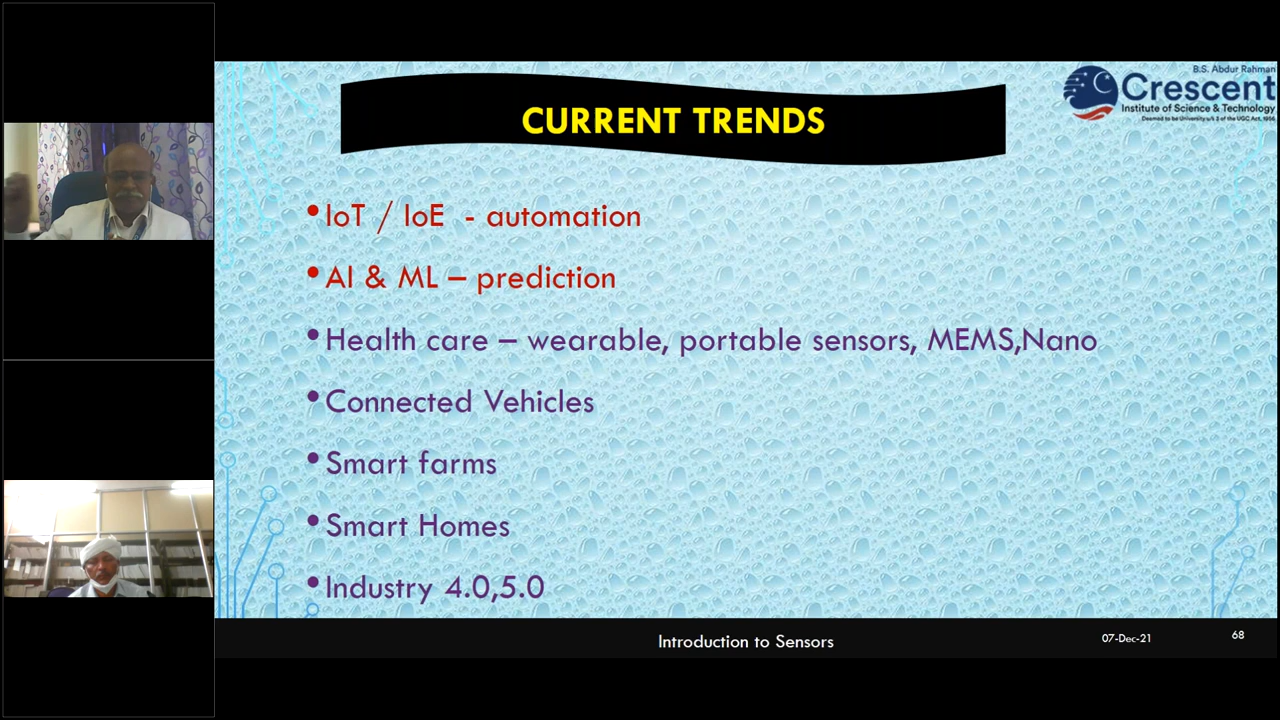 B.S. Abdur Rahman
Crescent
Institute of Science & Technology
Deemed to be University u/s 3 of the UGC Act, 1956
CURRENT TRENDS
•IoT / IoE - automation
•AI & ML – prediction
•Health care – wearable, portable sensors, MEMS,Nano
•Connected Vehicles
•Smart farms
•Smart Homes
•Industry 4.0,5.0
Introduction to Sensors
07-Dec-21
68